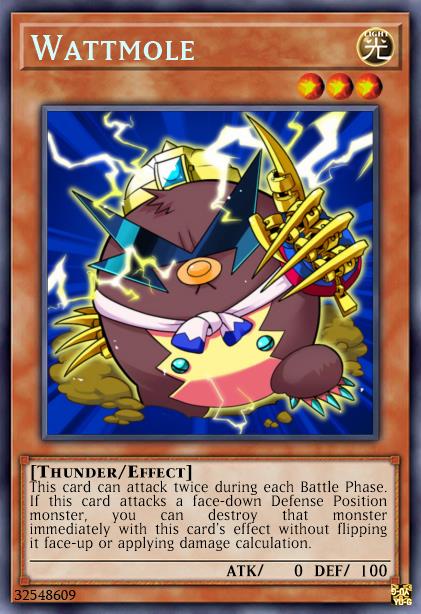 WATTMOLE
LIGHT
光
[THUNDER/EFFECT]
This card can attack twice during each Battle Phase.
If this card attacks a face-down Defense Position
monster, you can destroy that monster
immediately with this card's effect without flipping
it face-up or applying damage calculation.
ATK/ 0 DEF/ 100
32548609